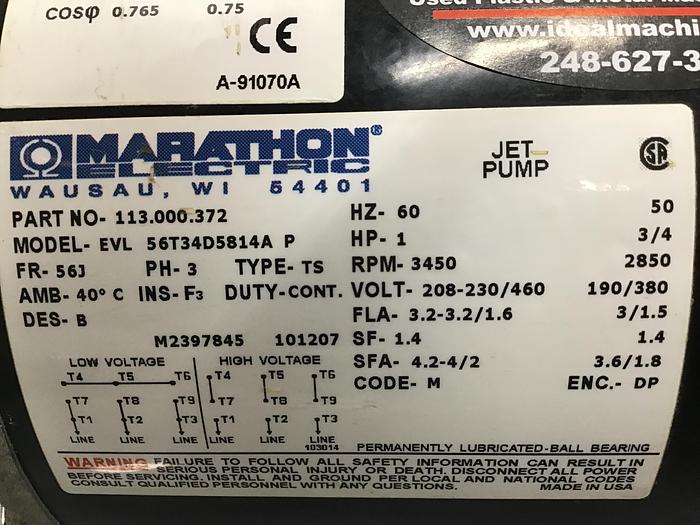 COSφ 0.765 0.75
CE
A-91070A
Used Plastic & Metal
www.idealmachi
248-627-3
MARATHON®
ELECTRIC
WAUSAU, WI 54401
JET PUMP
SA
PART NO- 113.000.372
MODEL- EVL 56T34D5814A P
FR- 56J PH- 3 TYPE- TS
AMB- 40° C INS- F3 DUTY-CONT.
DES- B
M2397845 101207
HZ- 60 50
HP- 1 3/4
RPM- 3450 2850
VOLT- 208-230/460 190/380
FLA- 3.2-3.2/1.6 3/1.5
SF- 1.4 1.4
SFA- 4.2-4/2 3.6/1.8
CODE- M ENC.- DP
LOW VOLTAGE HIGH VOLTAGE
T4 T5 T6 T4 T5 T6
T7 T8 T9 T7 T8 T9
T1 T2 T3 T1 T2 T3
LINE LINE LINE LINE LINE LINE
103014
PERMANENTLY LUBRICATED-BALL BEARING
WARNING FAILURE TO FOLLOW ALL SAFETY INFORMATION CAN RESULT IN
SERIOUS PERSONAL INJURY OR DEATH. DISCONNECT ALL POWER
BEFORE SERVICING. INSTALL AND GROUND PER LOCAL AND NATIONAL CODES
CONSULT QUALIFIED PERSONNEL WITH ANY QUESTIONS. MADE IN USA